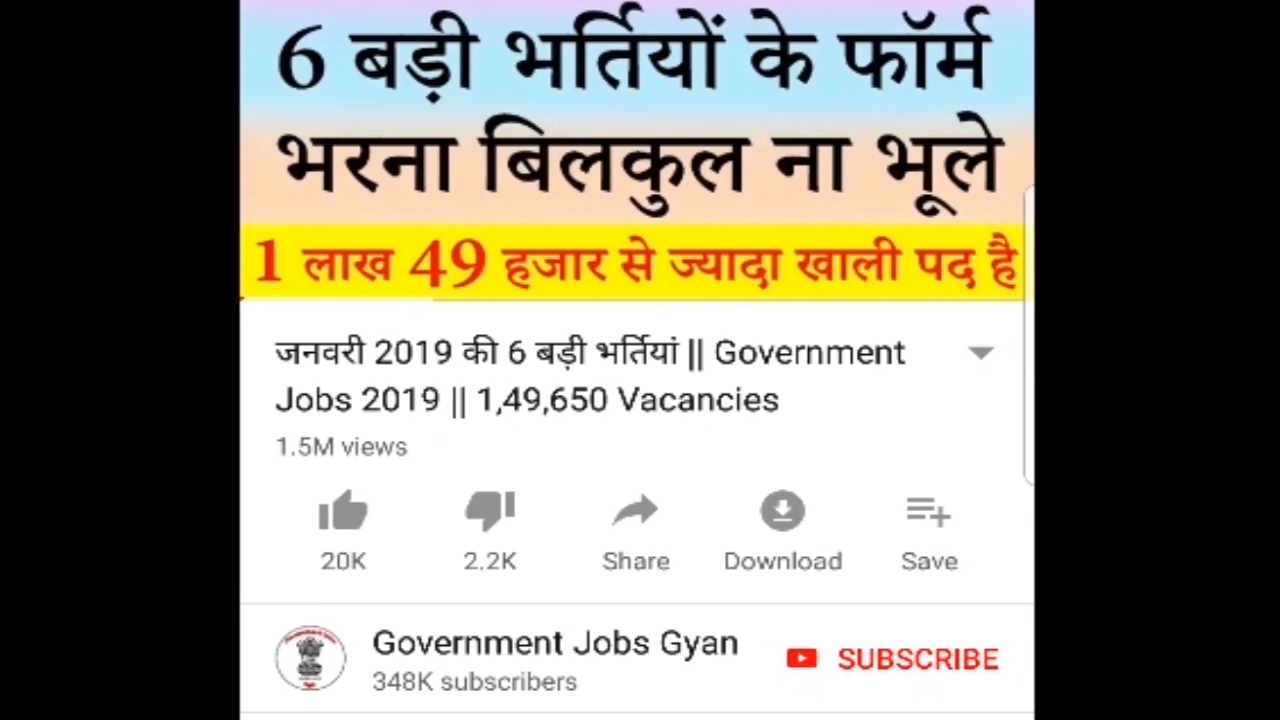 6 बड़ी भर्तियों के फॉर्म
भरना बिलकुल ना भूले
1 लाख 49 हजार से ज्यादा खाली पद है
जनवरी 2019 की 6 बड़ी भर्तियां || Government
Jobs 2019 || 1,49,650 Vacancies
1.5M views
20K 2.2K Share Download Save
Government Jobs Gyan
348K subscribers
SUBSCRIBE